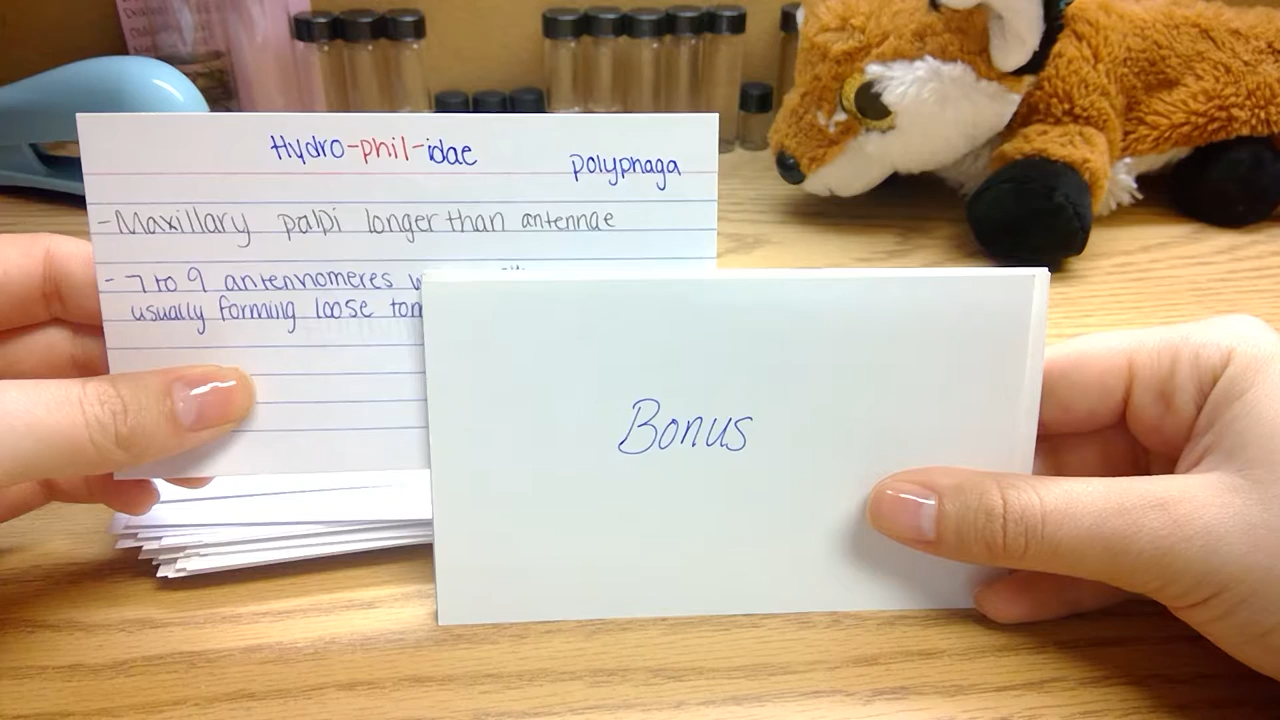 Hydro-phil-idae
polyphaga
-Maxillary palpi longer than antennae
-7 to 9 antennomeres
usually forming loose
Bonus